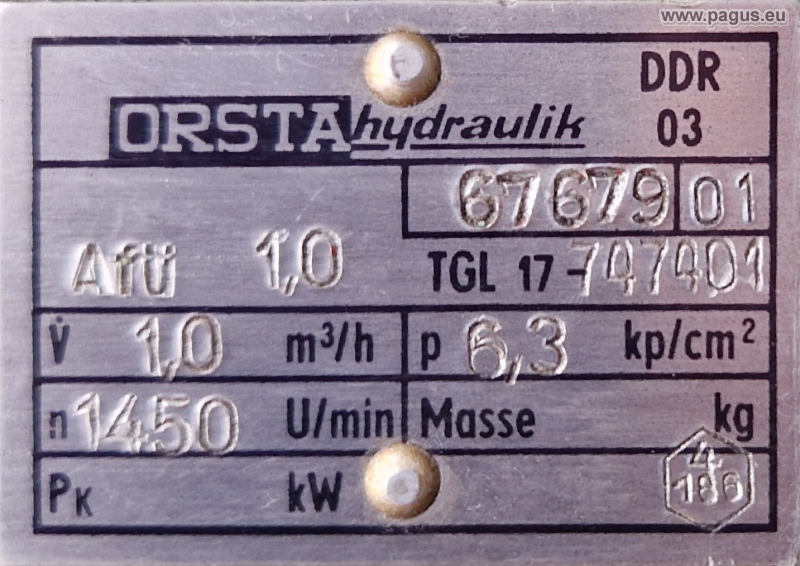 www.pagus.eu
ORSTA hydraulik
DDR
03
67679 01
Afü 1,0
TGL 17-747401
V̇ 1,0 m³/h
p 6,3 kp/cm²
n 1450 U/min
Masse kg
PK kW
4
186